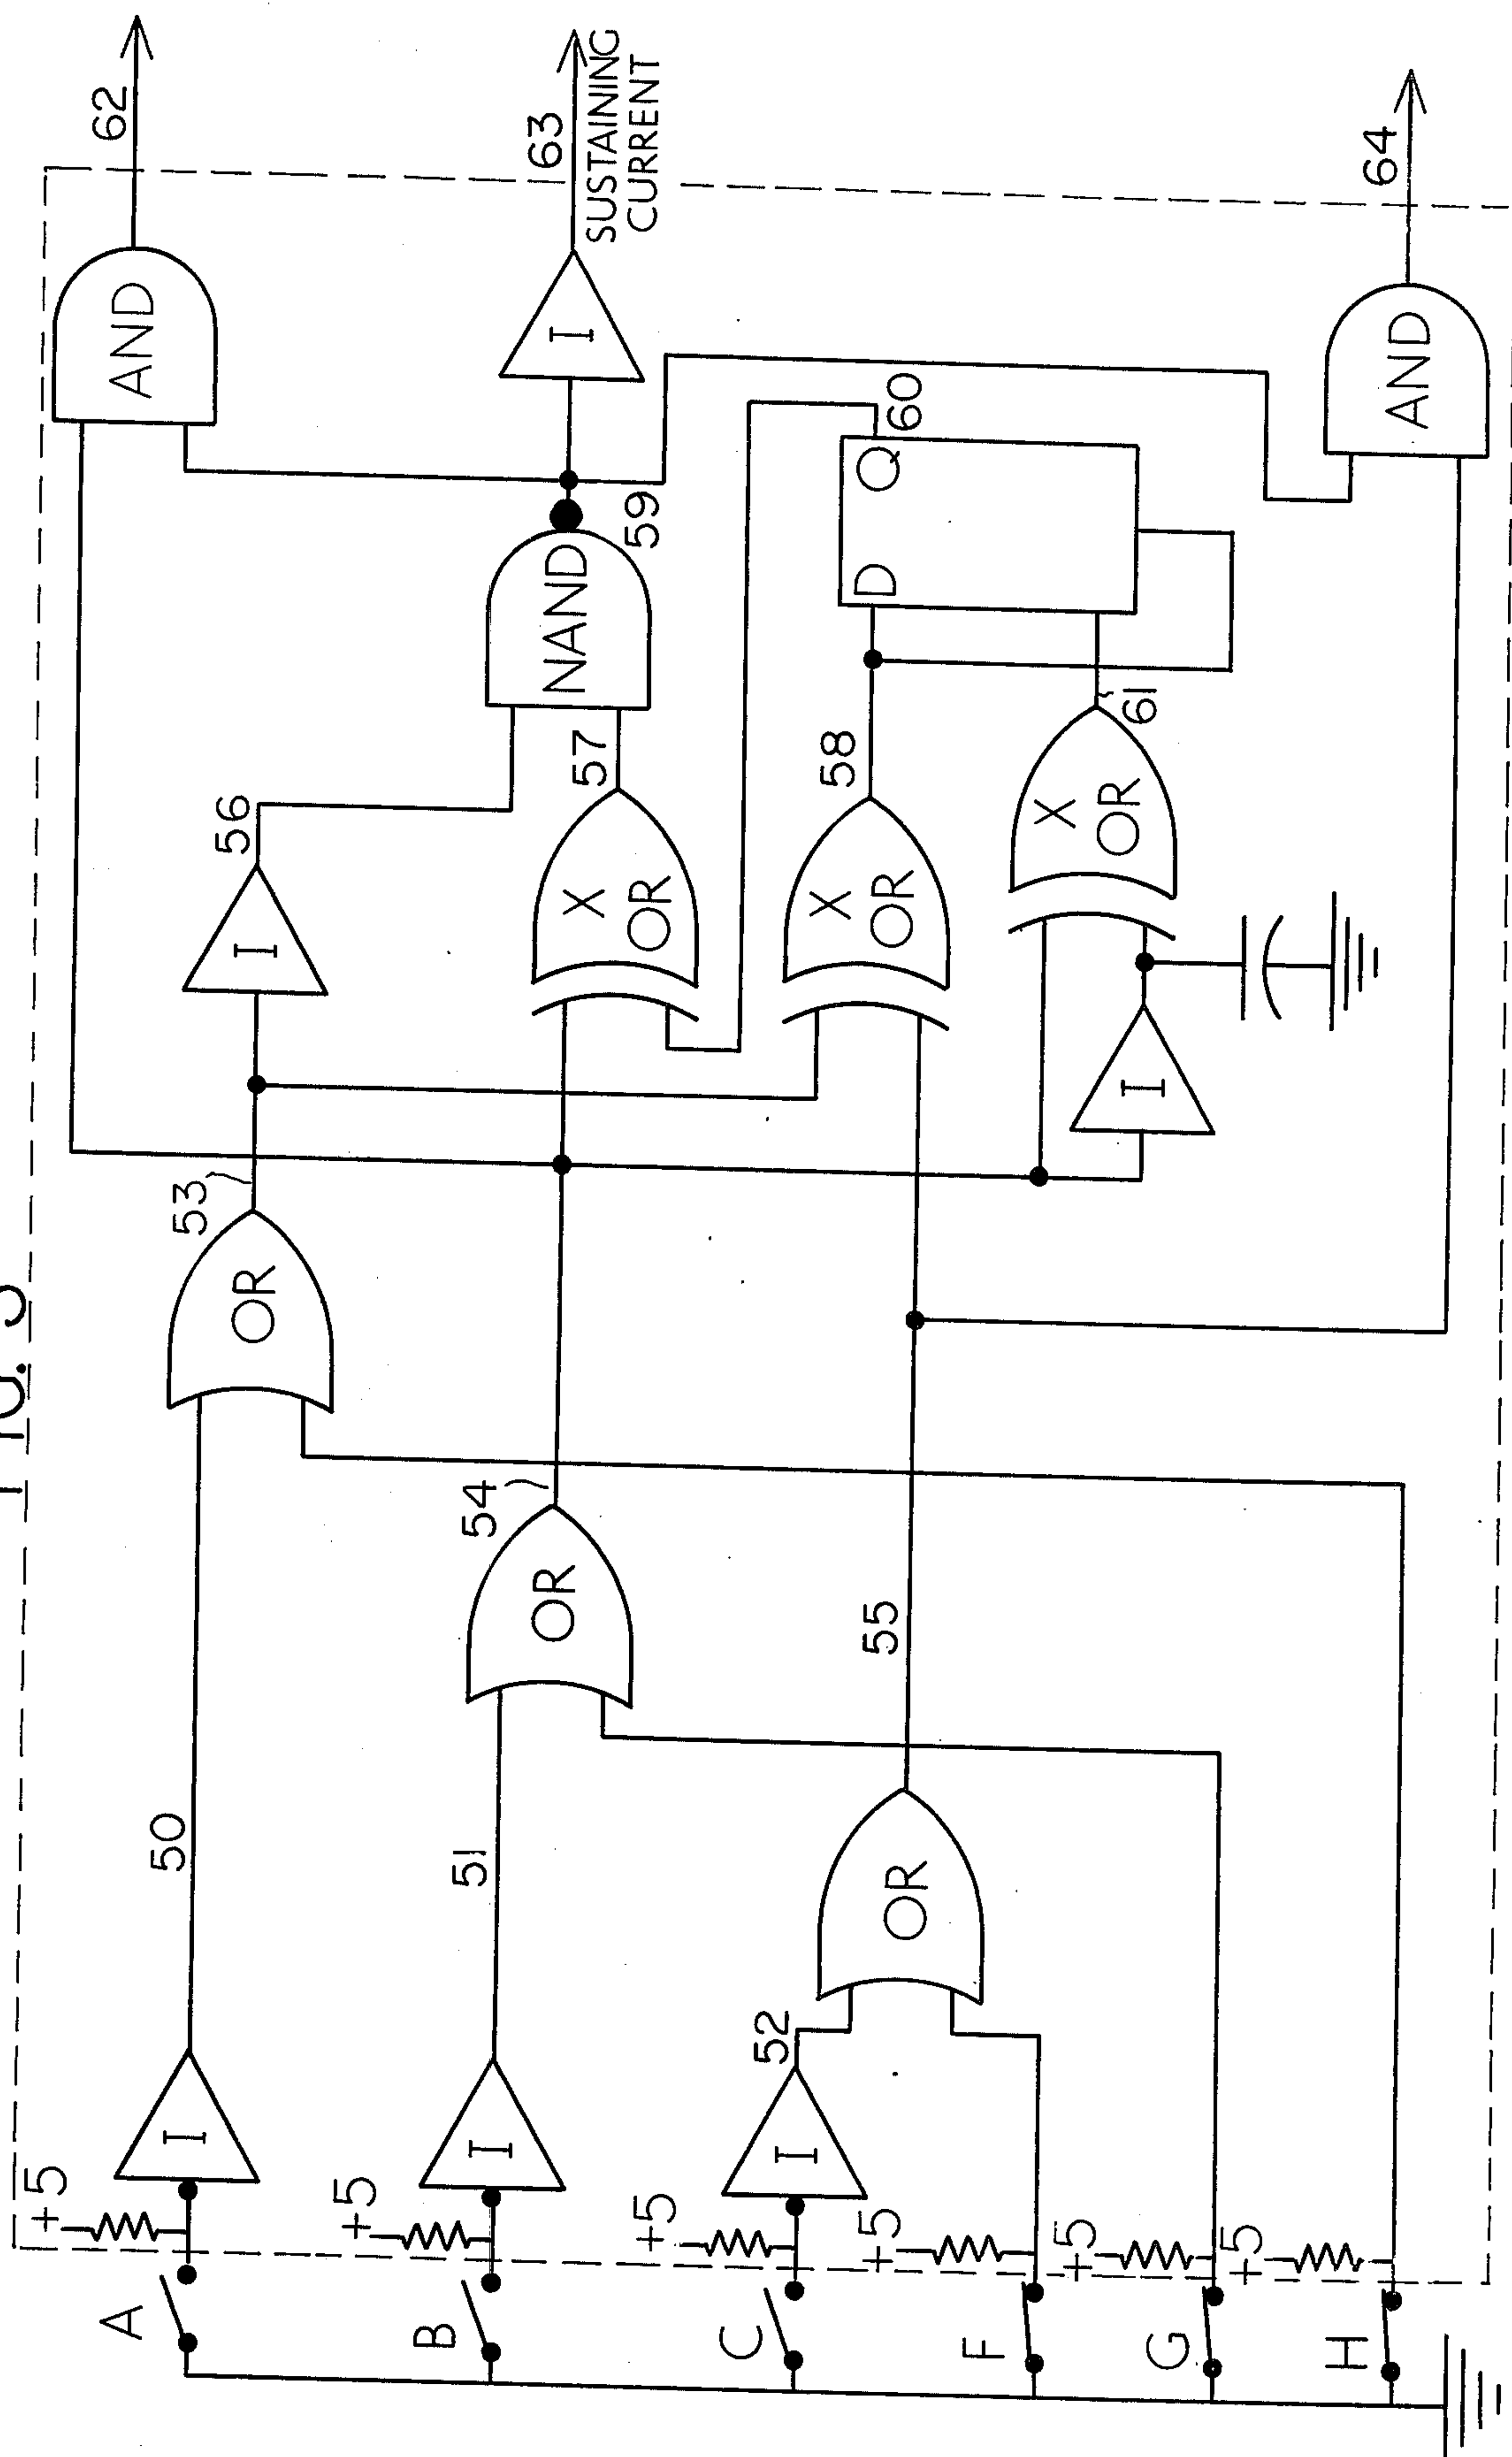 FIG.
A
+5
I
50
OR
53
I
56
AND
62
B
+5
I
51
OR
54
X
OR
57
NAND
59
I
63
SUSTAINING
CURRENT
C
+5
I
52
OR
55
X
OR
58
D
Q
60
F
+5
G
+5
H
+5
I
X
OR
61
AND
64